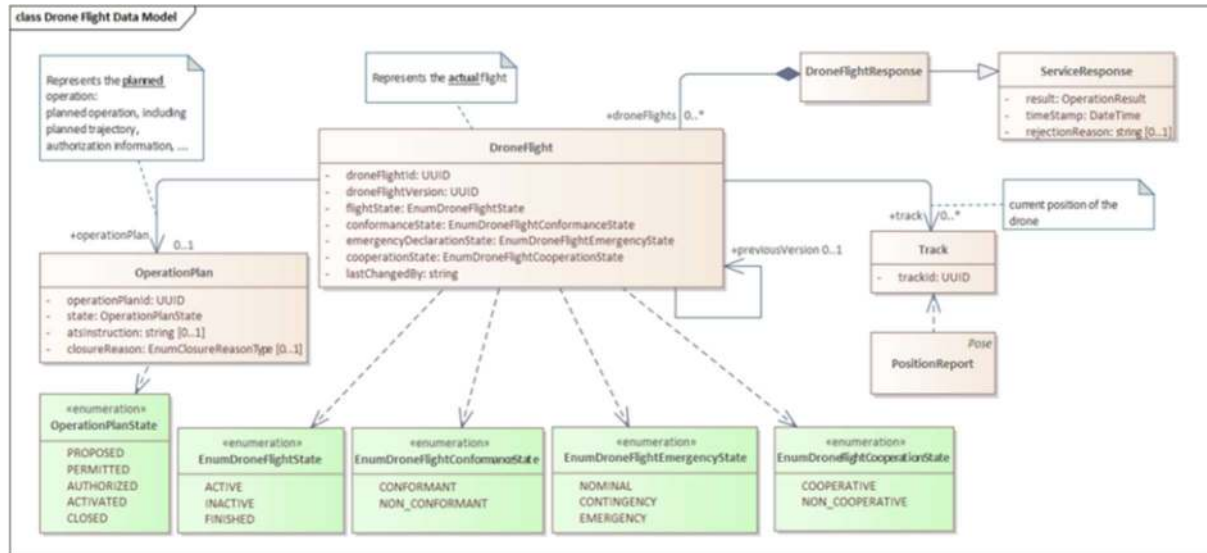 class Drone Flight Data Model
Represents the planned
operation:
planned operation, including
planned trajectory,
authorization information, ...
Represents the actual flight
DroneFlightResponse
ServiceResponse
- result: OperationResult
- timeStamp: DateTime
- rejectionReason: string [0..1]
+droneFlights 0..*
DroneFlight
- droneFlightId: UUID
- droneFlightVersion: UUID
- flightState: EnumDroneFlightState
- conformanceState: EnumDroneFlightConformanceState
- emergencyDeclarationState: EnumDroneFlightEmergencyState
- cooperationState: EnumDroneFlightCooperationState
- lastChangedBy: string
current position of the
drone
+track 0..*
+operationPlan 0..1
+previousVersion 0..1
Track
- trackId: UUID
OperationPlan
- operationPlanId: UUID
- state: OperationPlanState
- atsInstruction: string [0..1]
- closureReason: EnumClosureReasonType [0..1]
Pose
PositionReport
«enumeration»
OperationPlanState
PROPOSED
PERMITTED
AUTHORIZED
ACTIVATED
CLOSED
«enumeration»
EnumDroneFlightState
ACTIVE
INACTIVE
FINISHED
«enumeration»
EnumDroneFlightConformanceState
CONFORMANT
NON_CONFORMANT
«enumeration»
EnumDroneFlightEmergencyState
NOMINAL
CONTINGENCY
EMERGENCY
«enumeration»
EnumDroneFlightCooperationState
COOPERATIVE
NON_COOPERATIVE